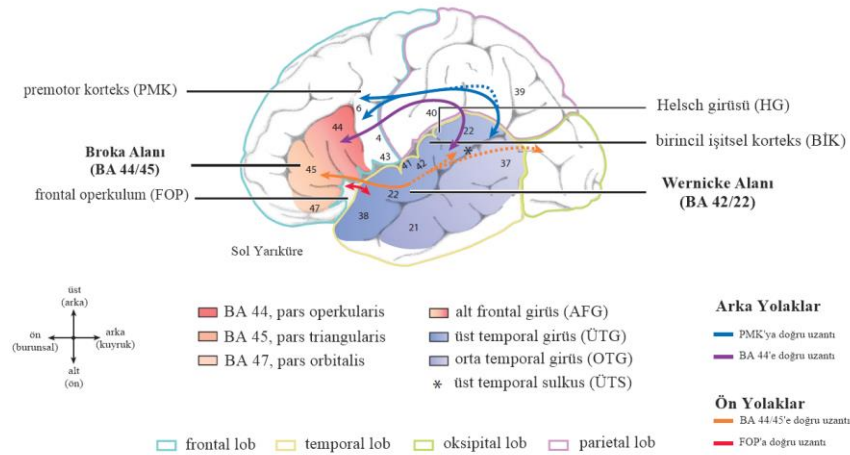 premotor korteks (PMK)
Broka Alanı
(BA 44/45)
frontal operkulum (FOP)
Sol Yarıküre
6
44
4
43
45
47
40
41
42
22
*
39
37
22
38
21
Helsch girüsü (HG)
birincil işitsel korteks (BİK)
Wernicke Alanı
(BA 42/22)
üst
(arka)
ön
(burunsal)
arka
(kuyruk)
alt
(ön)
BA 44, pars operkularis
BA 45, pars triangularis
BA 47, pars orbitalis
alt frontal girüs (AFG)
üst temporal girüs (ÜTG)
orta temporal girüs (OTG)
* üst temporal sulkus (ÜTS)
Arka Yolaklar
PMK'ya doğru uzantı
BA 44'e doğru uzantı
Ön Yolaklar
BA 44/45'e doğru uzantı
FOP'a doğru uzantı
frontal lob
temporal lob
oksipital lob
parietal lob